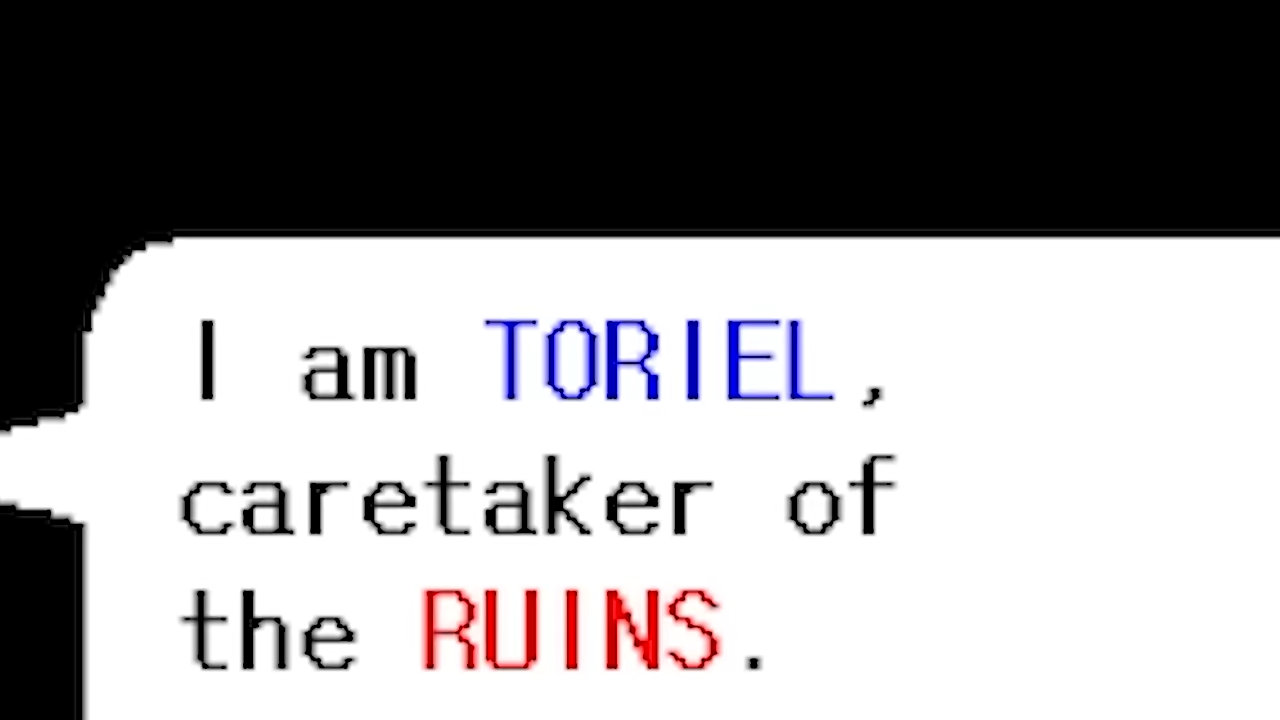 I am TORIEL,
caretaker of
the RUINS.